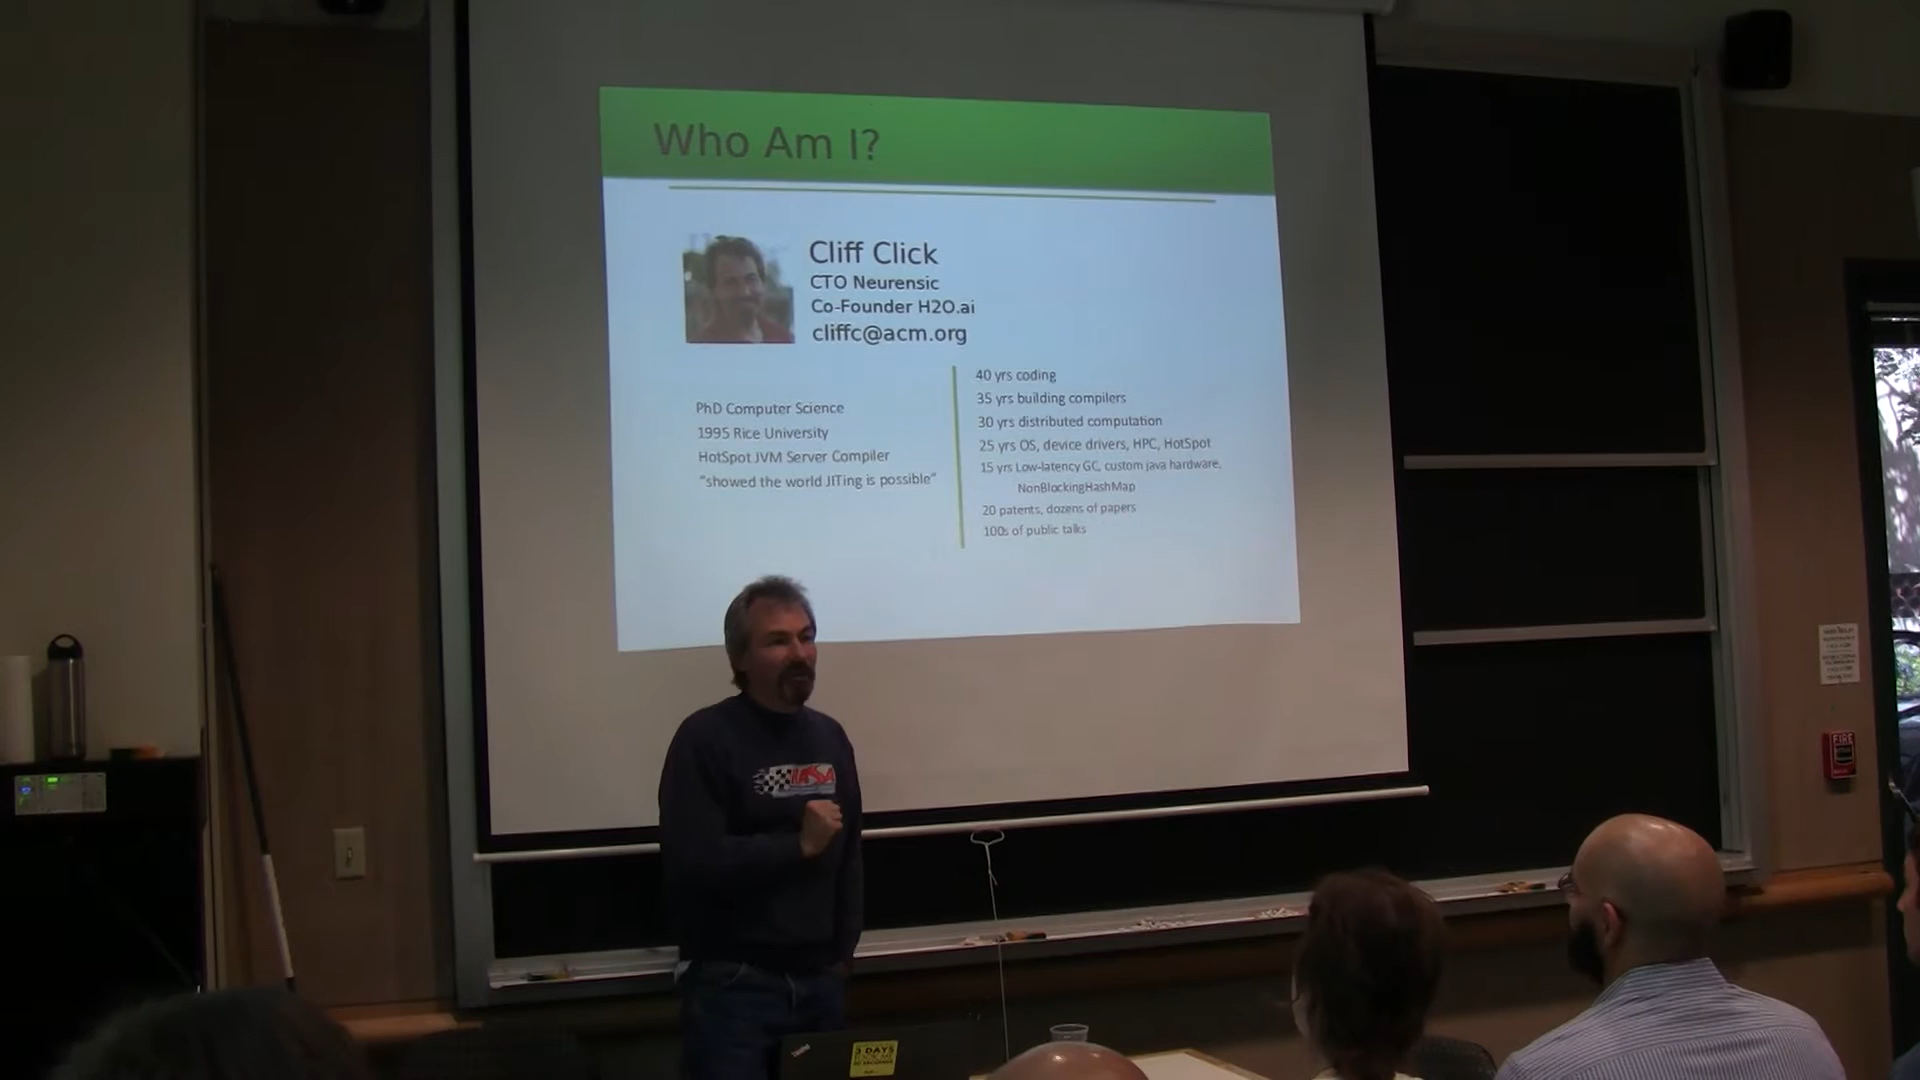 Who Am I?
Cliff Click
CTO Neurensic
Co-Founder H2O.ai
cliffc@acm.org
PhD Computer Science
1995 Rice University
HotSpot JVM Server Compiler
"showed the world JITing is possible"
40 yrs coding
35 yrs building compilers
30 yrs distributed computation
25 yrs OS, device drivers, HPC, HotSpot
15 yrs Low-latency GC, custom java hardware,
NonBlockingHashMap
20 patents, dozens of papers
100s of public talks
FIRE
3 DAYS